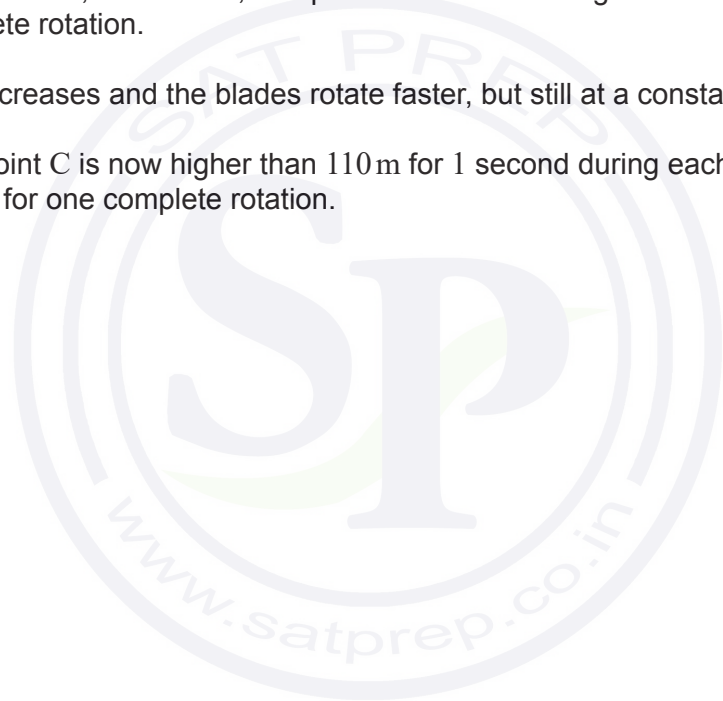 ete rotation.
creases and the blades rotate faster, but still at a consta
oint C is now higher than 110 m for 1 second during each
for one complete rotation.
SAT PREP
SP
www.satprep.co.in